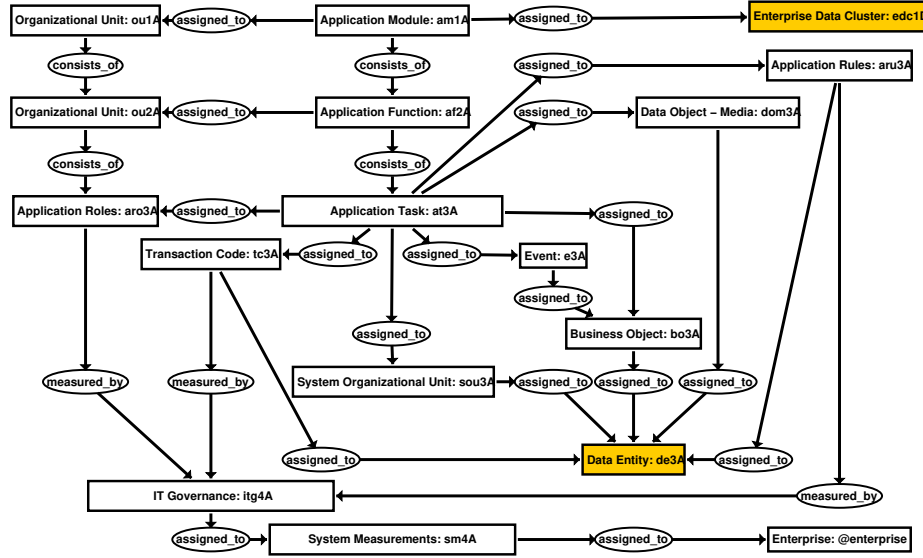 Organizational Unit: ou1A
assigned_to
Application Module: am1A
assigned_to
Enterprise Data Cluster: edc1D
consists_of
consists_of
assigned_to
Application Rules: aru3A
Organizational Unit: ou2A
assigned_to
Application Function: af2A
assigned_to
Data Object – Media: dom3A
consists_of
consists_of
Application Roles: aro3A
assigned_to
Application Task: at3A
assigned_to
Transaction Code: tc3A
assigned_to
assigned_to
Event: e3A
assigned_to
assigned_to
Business Object: bo3A
measured_by
measured_by
System Organizational Unit: sou3A
assigned_to
assigned_to
assigned_to
assigned_to
Data Entity: de3A
assigned_to
IT Governance: itg4A
measured_by
assigned_to
System Measurements: sm4A
assigned_to
Enterprise: @enterprise